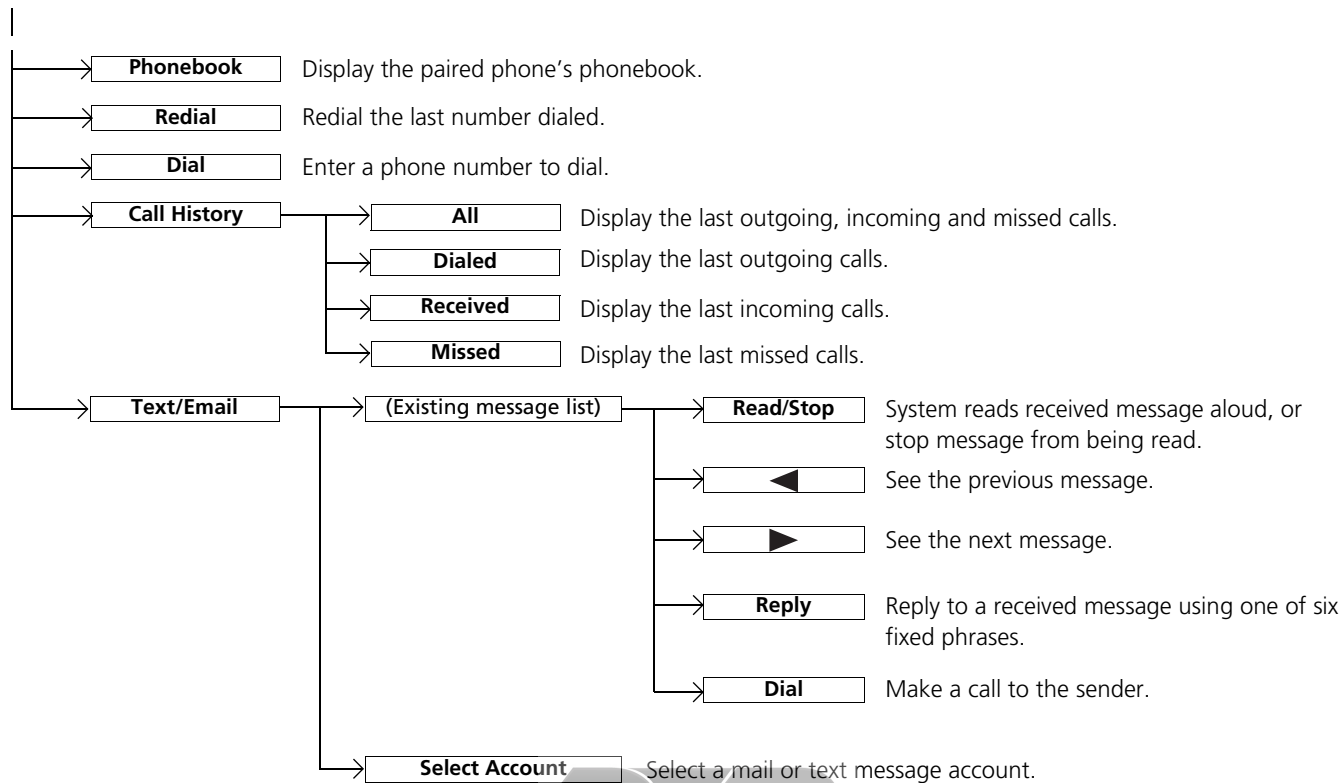 Phonebook Display the paired phone's phonebook.
Redial Redial the last number dialed.
Dial Enter a phone number to dial.
Call History All Display the last outgoing, incoming and missed calls.
Dialed Display the last outgoing calls.
Received Display the last incoming calls.
Missed Display the last missed calls.
Text/Email (Existing message list) Read/Stop System reads received message aloud, or
stop message from being read.
See the previous message.
See the next message.
Reply Reply to a received message using one of six
fixed phrases.
Dial Make a call to the sender.
Select Account Select a mail or text message account.